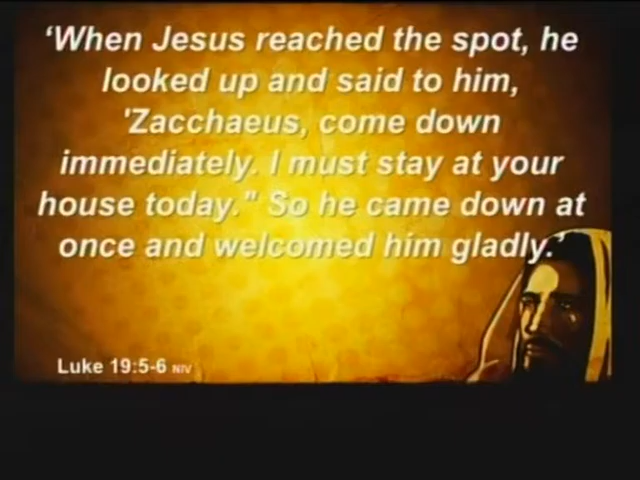 ‘When Jesus reached the spot, he
looked up and said to him,
'Zacchaeus, come down
immediately. I must stay at your
house today." So he came down at
once and welcomed him gladly.’
Luke 19:5-6 NIV